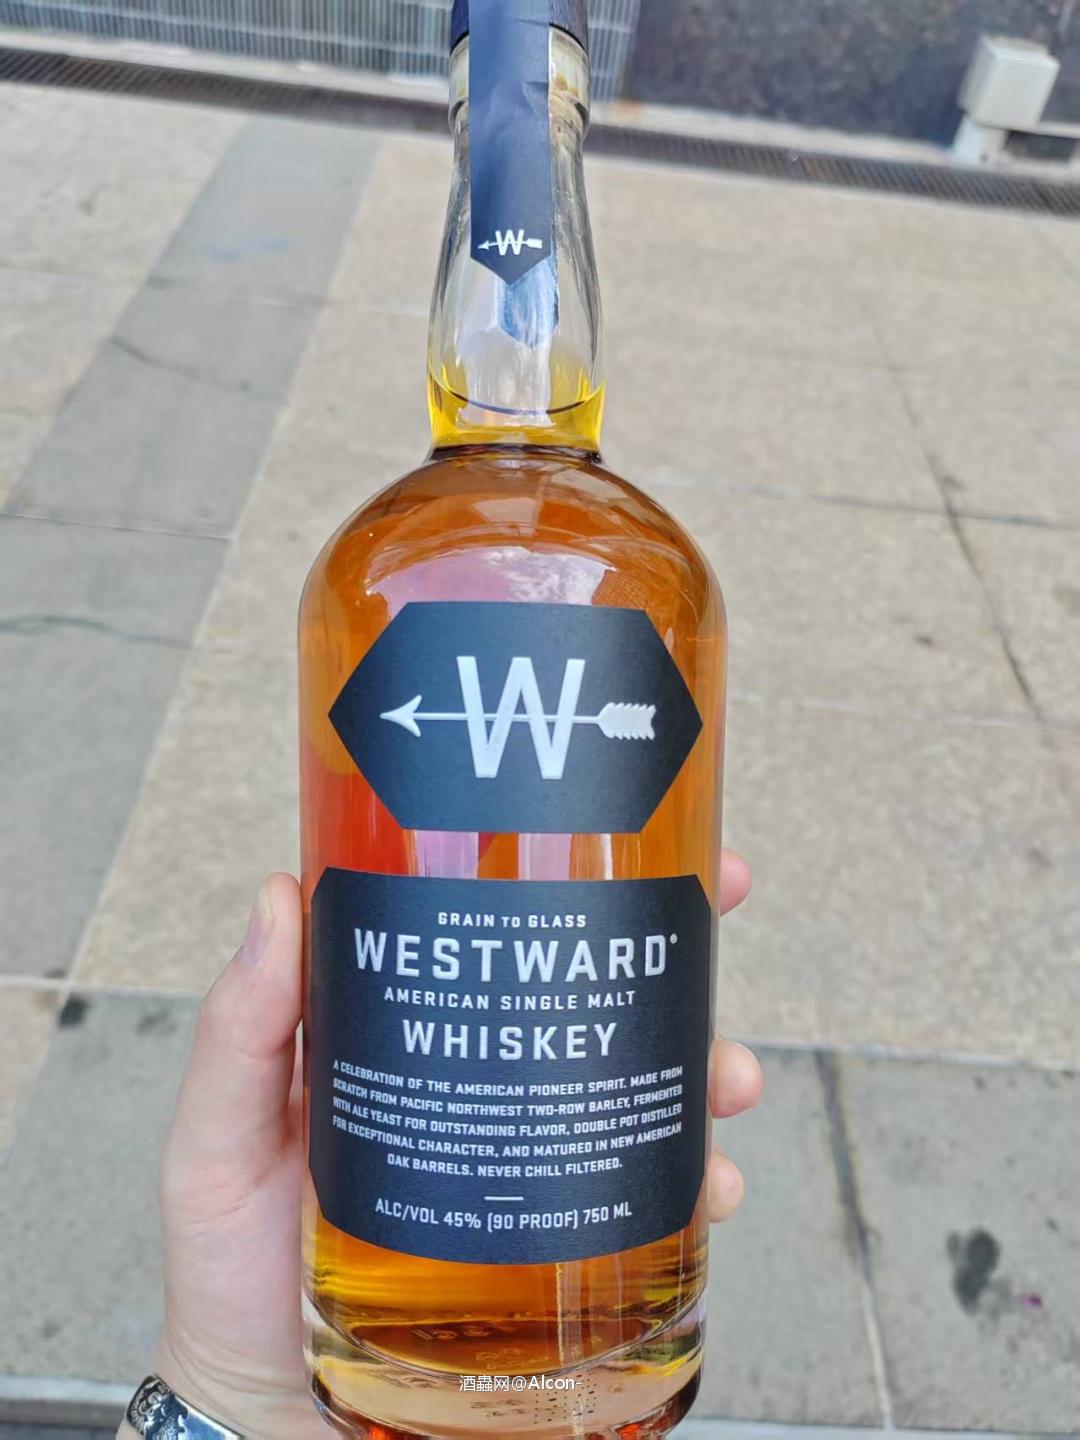 W
W
GRAIN TO GLASS
WESTWARD®
AMERICAN SINGLE MALT
WHISKEY
A CELEBRATION OF THE AMERICAN PIONEER SPIRIT. MADE FROM
SCRATCH FROM PACIFIC NORTHWEST TWO-ROW BARLEY, FERMENTED
WITH ALE YEAST FOR OUTSTANDING FLAVOR, DOUBLE POT DISTILLED
FOR EXCEPTIONAL CHARACTER, AND MATURED IN NEW AMERICAN
OAK BARRELS. NEVER CHILL FILTERED.
ALC/VOL 45% (90 PROOF) 750 ML
酒蟲网@Alcon-